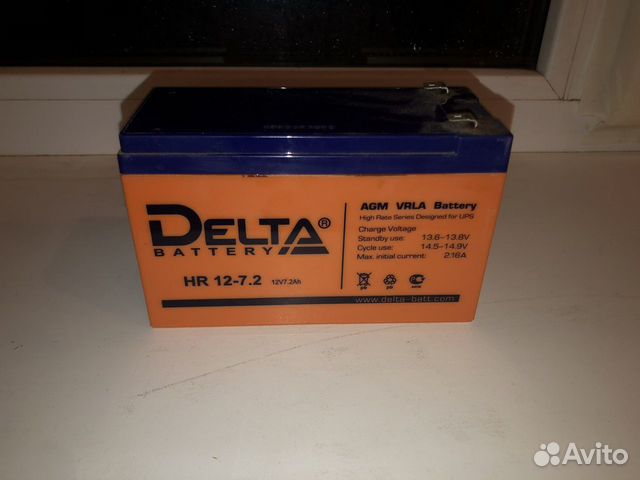 DELTA®
BATTERY
HR 12-7.2 12V7.2Ah
AGM VRLA Battery
High Rate Series Designed for UPS
Charge Voltage
Standby use: 13.6-13.8V
Cycle use: 14.5-14.9V
Max. initial current: 2.16A
Pb Pb
www.delta-batt.com
Avito